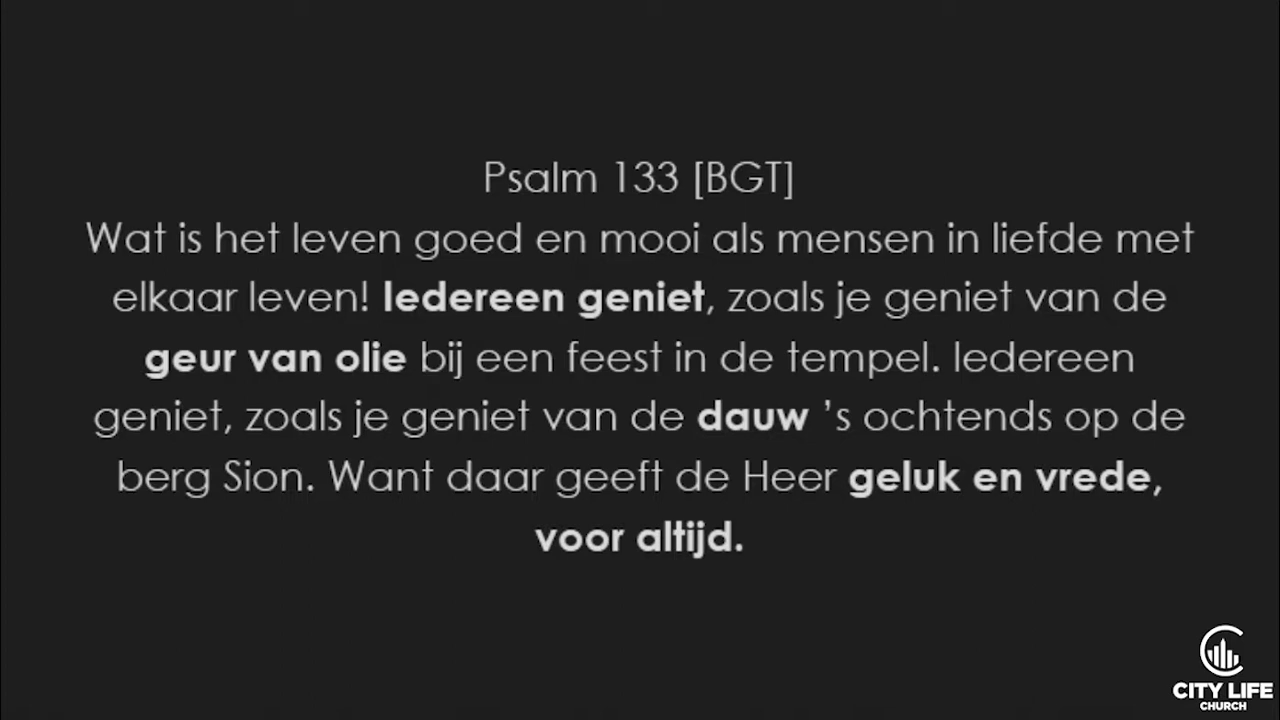 Psalm 133 [BGT]
Wat is het leven goed en mooi als mensen in liefde met
elkaar leven! Iedereen geniet, zoals je geniet van de
geur van olie bij een feest in de tempel. Iedereen
geniet, zoals je geniet van de dauw ’s ochtends op de
berg Sion. Want daar geeft de Heer geluk en vrede,
voor altijd.
CITY LIFE
CHURCH